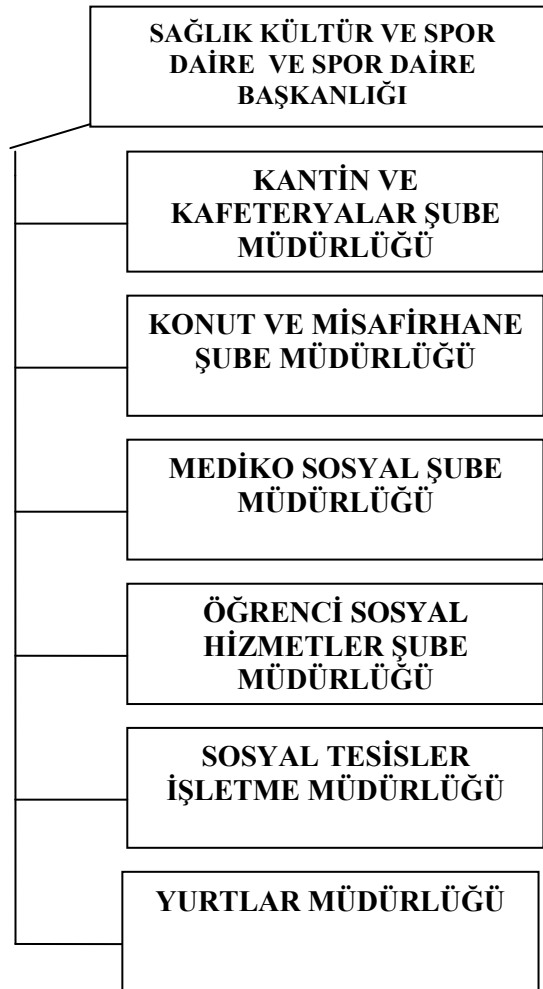 SAĞLIK KÜLTÜR VE SPOR
DAİRE VE SPOR DAİRE
BAŞKANLIĞI
KANTİN VE
KAFETERYALAR ŞUBE
MÜDÜRLÜĞÜ
KONUT VE MİSAFİRHANE
ŞUBE MÜDÜRLÜĞÜ
MEDİKO SOSYAL ŞUBE
MÜDÜRLÜĞÜ
ÖĞRENCİ SOSYAL
HİZMETLER ŞUBE
MÜDÜRLÜĞÜ
SOSYAL TESİSLER
İŞLETME MÜDÜRLÜĞÜ
YURTLAR MÜDÜRLÜĞÜ